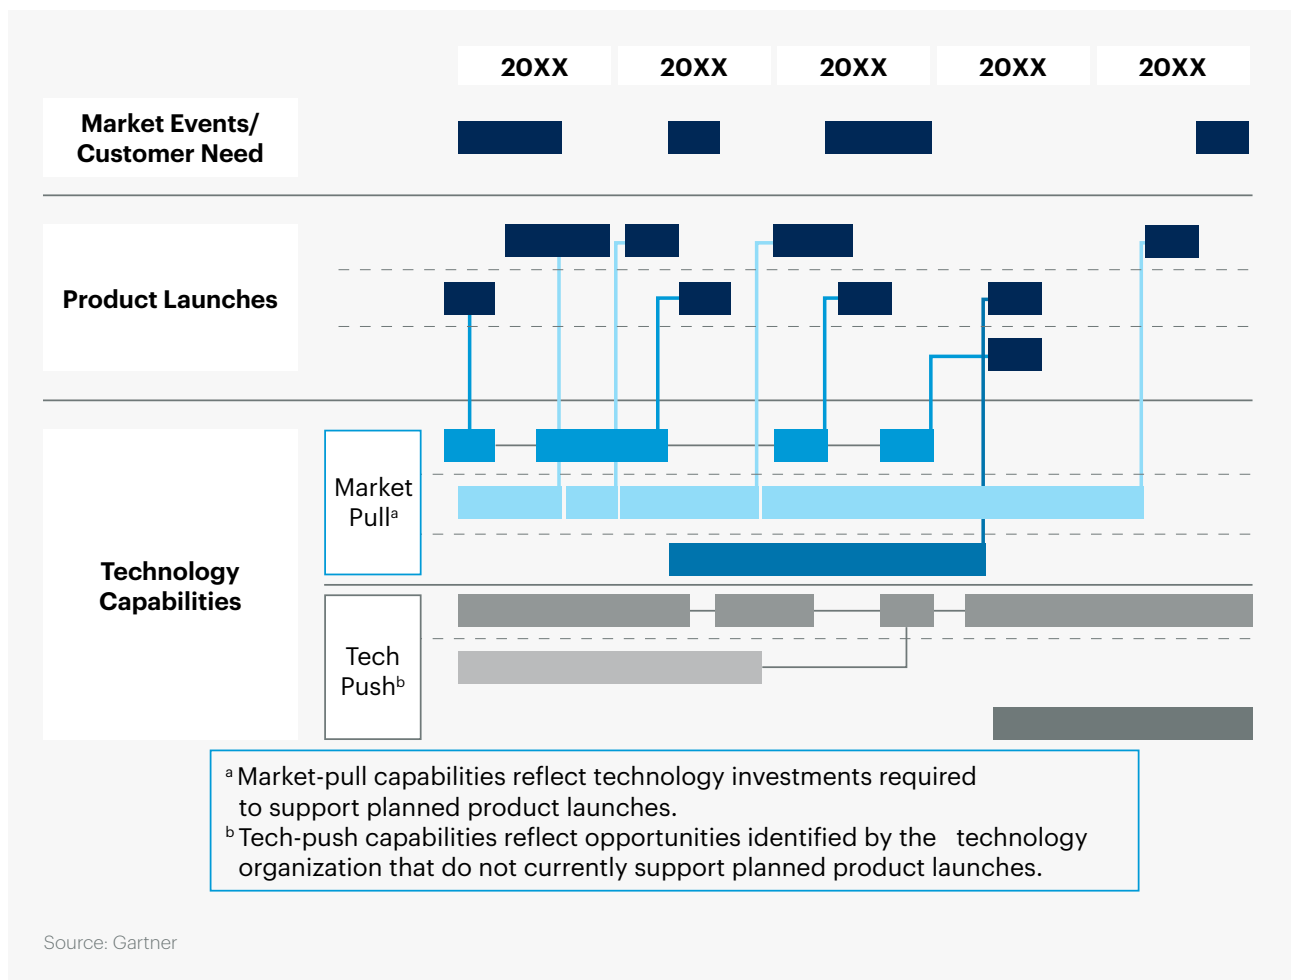 20XX 20XX 20XX 20XX 20XX
Market Events/
Customer Need
Product Launches
Technology
Capabilities
Market
Pullᵃ
Tech
Pushᵇ
ᵃ Market-pull capabilities reflect technology investments required
to support planned product launches.
ᵇ Tech-push capabilities reflect opportunities identified by the technology
organization that do not currently support planned product launches.
Source: Gartner